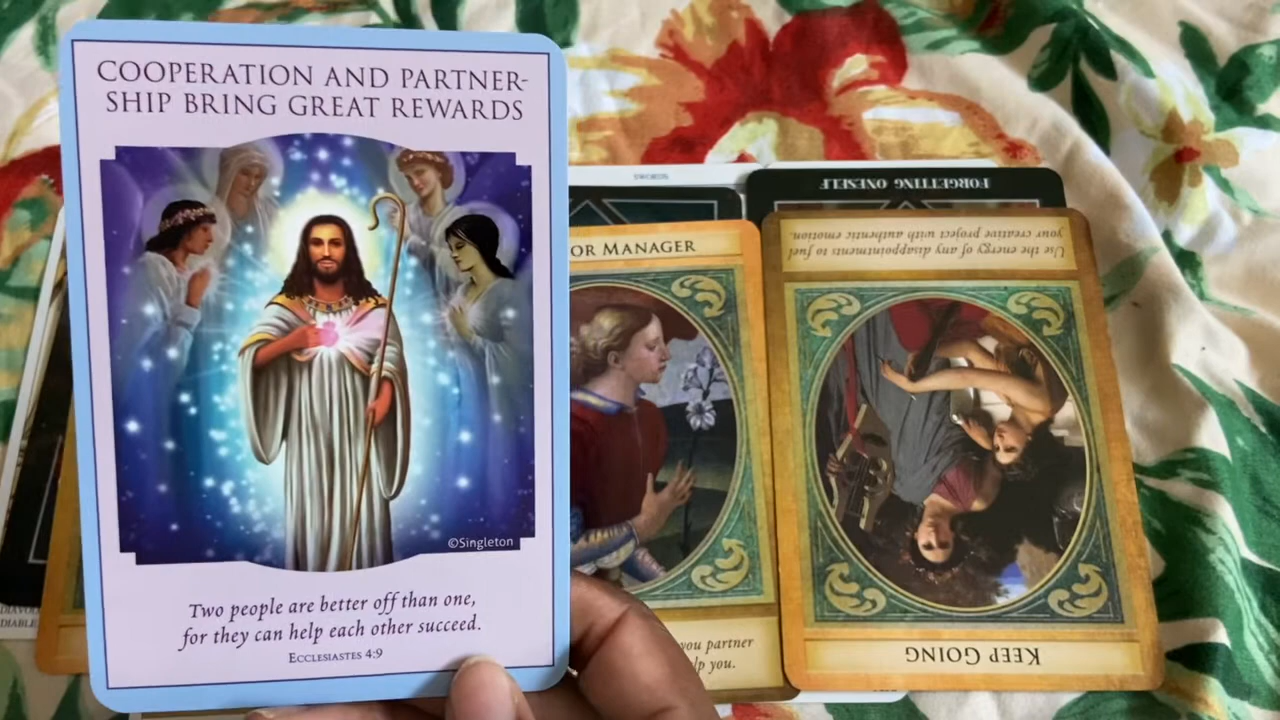 COOPERATION AND PARTNER-
SHIP BRING GREAT REWARDS
©Singleton
Two people are better off than one,
for they can help each other succeed.
ECCLESIASTES 4:9
SWORDS
OR MANAGER
you partner
lp you.
FORGETTING ONESELF
Use the energy of any disappointments to fuel
your creative project with authentic emotion.
KEEP GOING
DIABLE